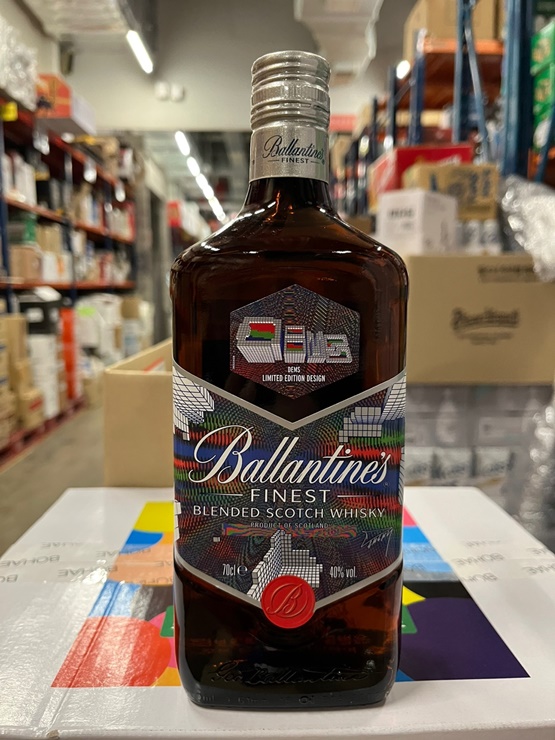 Ballantine's
FINEST
DEMS
LIMITED EDITION DESIGN
Ballantine's
FINEST
BLENDED SCOTCH WHISKY
PRODUCT OF SCOTLAND
70cl e 40% vol.
B